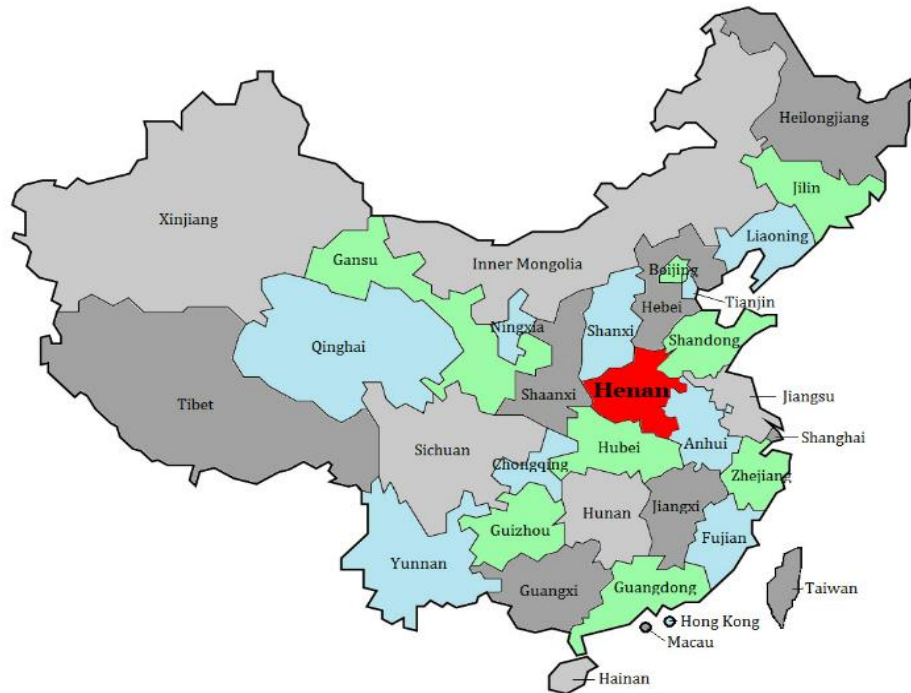 Heilongjiang
Jilin
Xinjiang
Liaoning
Gansu
Inner Mongolia
Beijing
Tianjin
Hebei
Ningxia
Shanxi
Shandong
Qinghai
Henan
Shaanxi
Jiangsu
Tibet
Shanghai
Anhui
Sichuan
Hubei
Chongqing
Zhejiang
Hunan
Jiangxi
Guizhou
Fujian
Yunnan
Guangxi
Guangdong
Taiwan
Hong Kong
Macau
Hainan